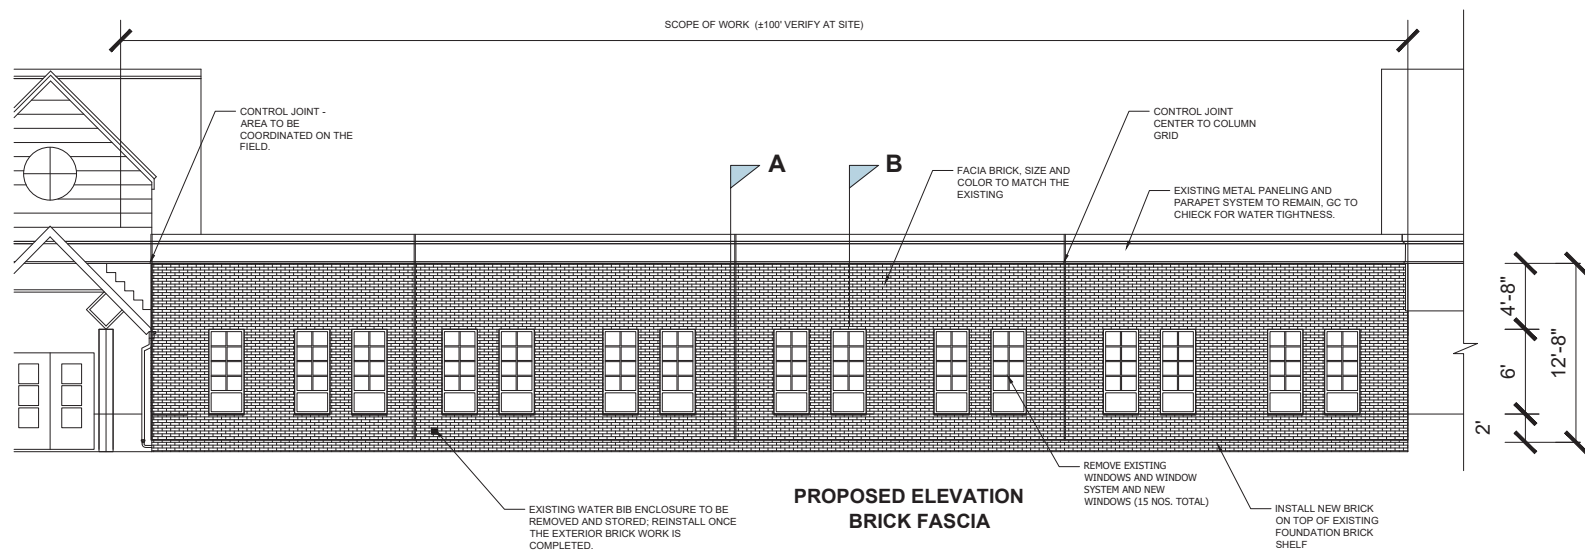 SCOPE OF WORK (±100' VERIFY AT SITE)
CONTROL JOINT -
AREA TO BE
COORDINATED ON THE
FIELD.
CONTROL JOINT
CENTER TO COLUMN
GRID
A
B
FACIA BRICK, SIZE AND
COLOR TO MATCH THE
EXISTING
EXISTING METAL PANELING AND
PARAPET SYSTEM TO REMAIN, GC TO
CHIECK FOR WATER TIGHTNESS.
4'-8"
6'
2'
12'-8"
EXISTING WATER BIB ENCLOSURE TO BE
REMOVED AND STORED; REINSTALL ONCE
THE EXTERIOR BRICK WORK IS
COMPLETED.
PROPOSED ELEVATION
BRICK FASCIA
REMOVE EXISTING
WINDOWS AND WINDOW
SYSTEM AND NEW
WINDOWS (15 NOS. TOTAL)
INSTALL NEW BRICK
ON TOP OF EXISTING
FOUNDATION BRICK
SHELF